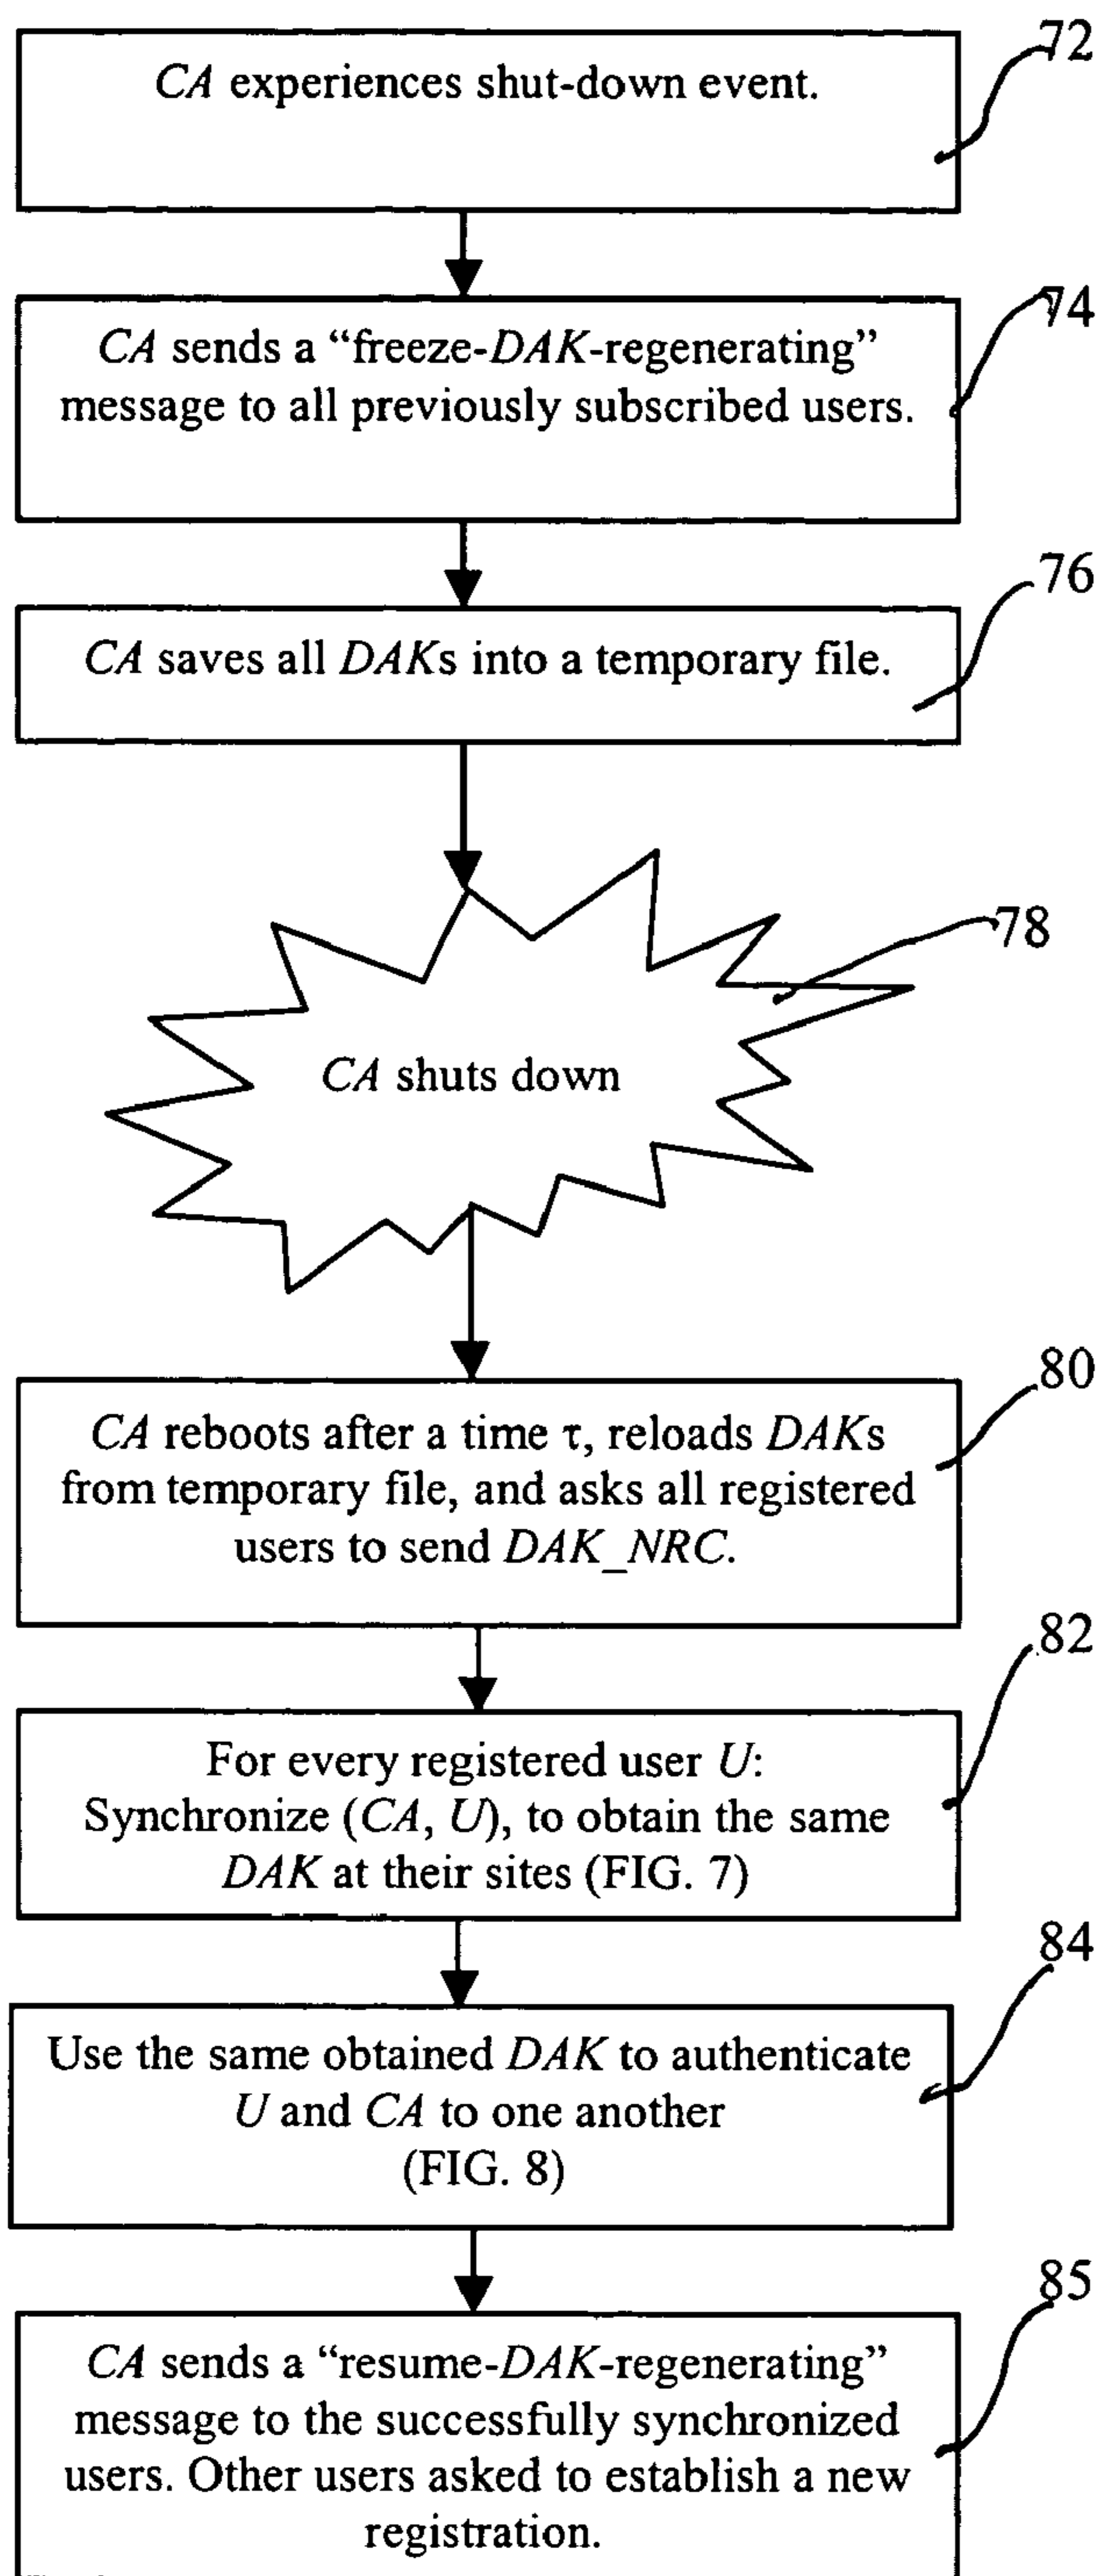 72
CA experiences shut-down event.
74
CA sends a “freeze-DAK-regenerating”
message to all previously subscribed users.
76
CA saves all DAKs into a temporary file.
78
CA shuts down
80
CA reboots after a time τ, reloads DAKs
from temporary file, and asks all registered
users to send DAK_NRC.
82
For every registered user U:
Synchronize (CA, U), to obtain the same
DAK at their sites (FIG. 7)
84
Use the same obtained DAK to authenticate
U and CA to one another
(FIG. 8)
85
CA sends a “resume-DAK-regenerating”
message to the successfully synchronized
users. Other users asked to establish a new
registration.